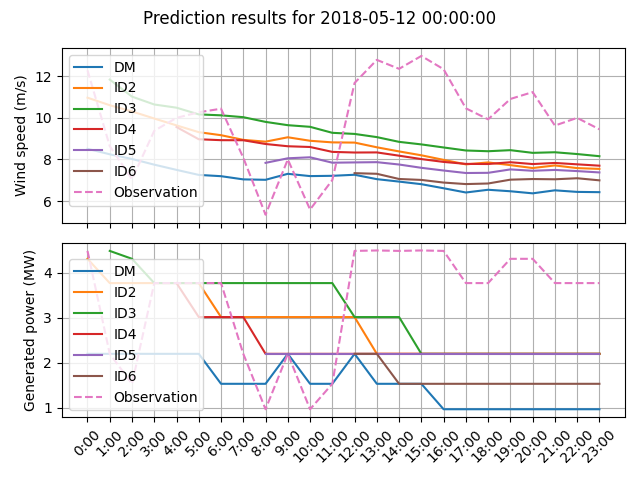 Prediction results for 2018-05-12 00:00:00
Wind speed (m/s)
12
10
8
6
DM
ID2
ID3
ID4
ID5
ID6
Observation
Generated power (MW)
4
3
2
1
DM
ID2
ID3
ID4
ID5
ID6
Observation
0:00
1:00
2:00
3:00
4:00
5:00
6:00
7:00
8:00
9:00
10:00
11:00
12:00
13:00
14:00
15:00
16:00
17:00
18:00
19:00
20:00
21:00
22:00
23:00